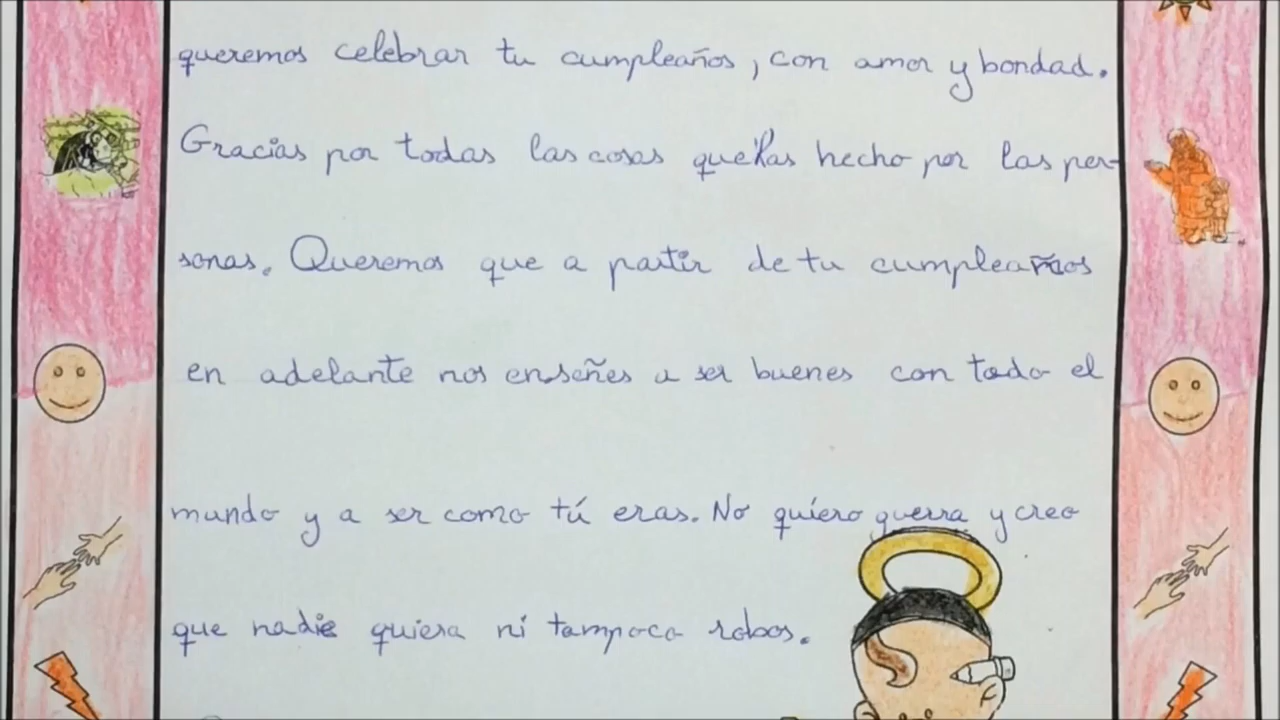 queremos celebrar tu cumpleaños, con amor y bondad.
Gracias por todas las cosas que has hecho por las per-
sonas. Queremos que a partir de tu cumpleaños
en adelante nos enseñes a ser buenes con todo el
mundo y a ser como tú eras. No quiero guerra y creo
que nadie quiera ni tampoco robos.